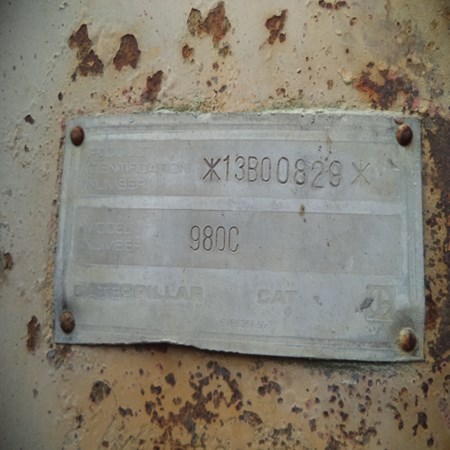 IDENTIFICATION
NUMBER
*13B00829*
MODEL
NUMBER
980C
CATERPILLAR CAT